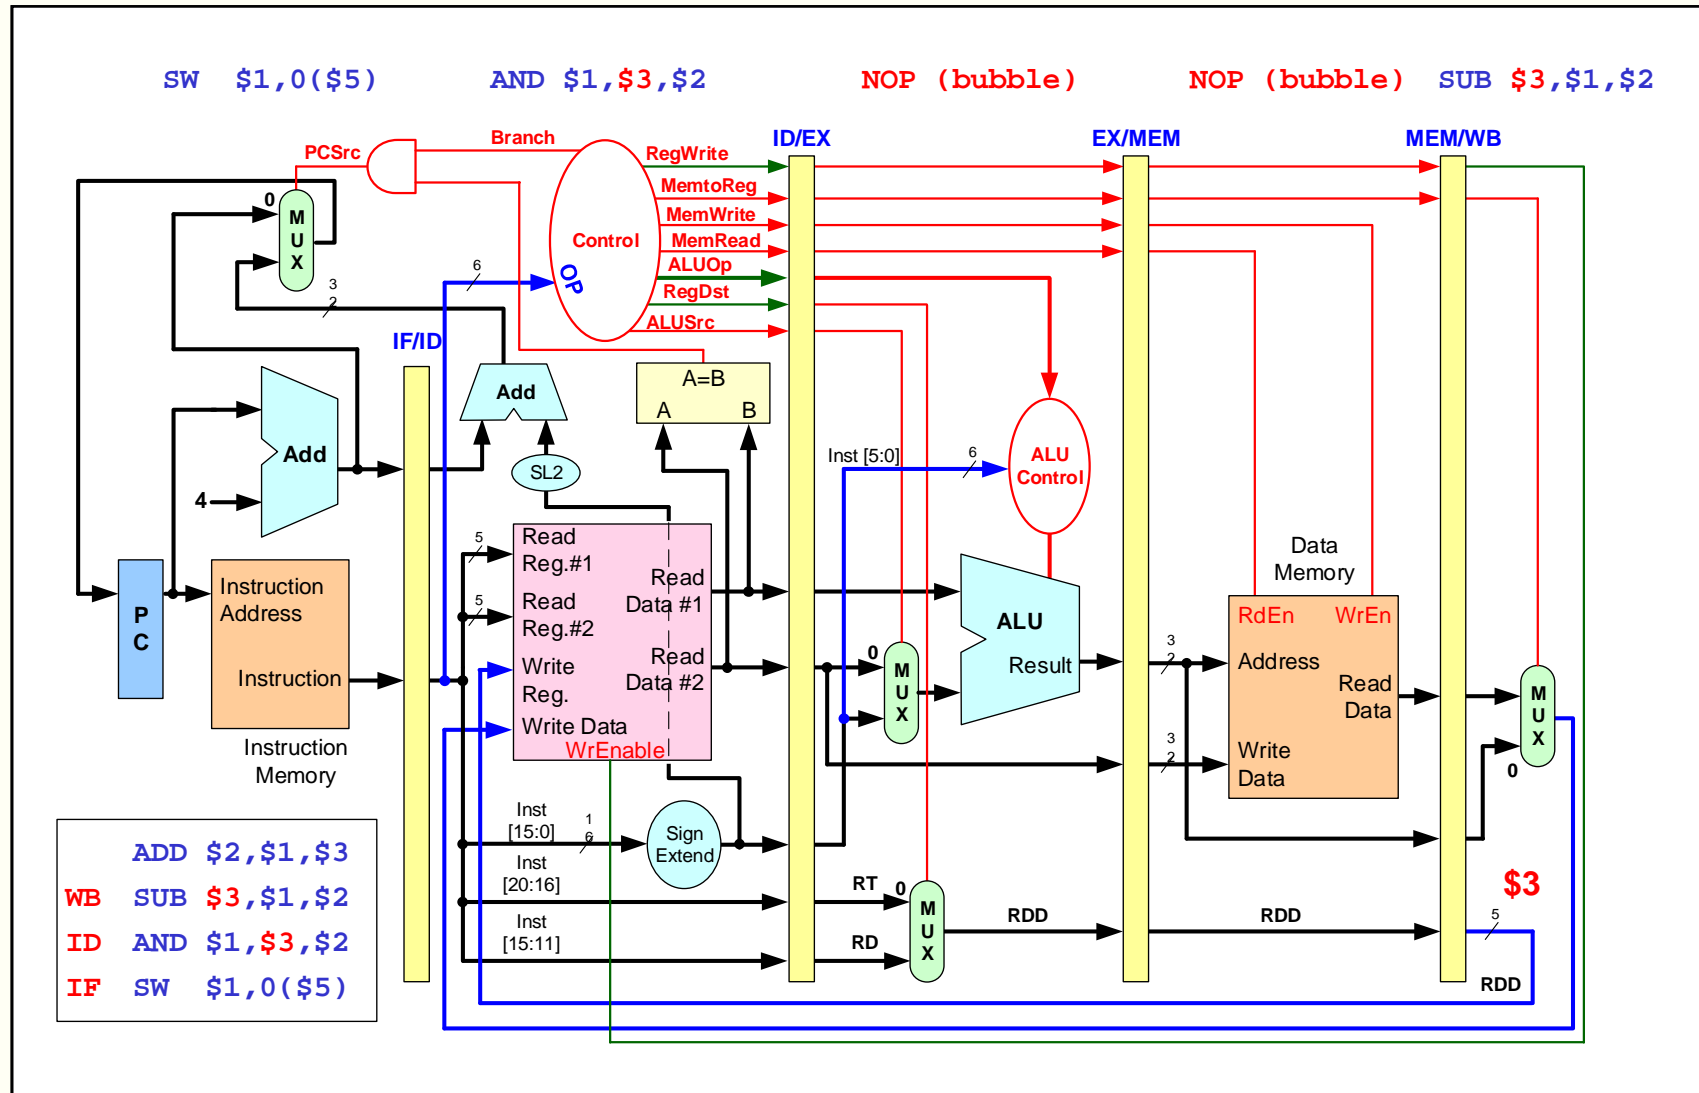 SW $1,0($5) AND $1,$3,$2 NOP (bubble) NOP (bubble) SUB $3,$1,$2
ID/EX EX/MEM MEM/WB
Branch
PCSrc
RegWrite
MemtoReg
MemWrite
MemRead
ALUOp
RegDst
ALUSrc
Control
OP
0
M
U
X
6
3
2
IF/ID
A=B
A B
Add
Add
4
SL2
Inst [5:0]
6
ALU
Control
P
C
Instruction
Address
Instruction
Instruction
Memory
5
Read
Reg.#1
5
Read
Reg.#2
Write
Reg.
Write Data
WrEnable
Read
Data #1
Read
Data #2
0
M
U
X
ALU
Result
3
2
3
2
Data
Memory
RdEn WrEn
Address
Read
Data
Write
Data
M
U
X
0
Inst
[15:0]
1
6
Sign
Extend
Inst
[20:16]
Inst
[15:11]
RT
RD
0
M
U
X
RDD
RDD
$3
5
RDD
ADD $2,$1,$3
WB SUB $3,$1,$2
ID AND $1,$3,$2
IF SW $1,0($5)